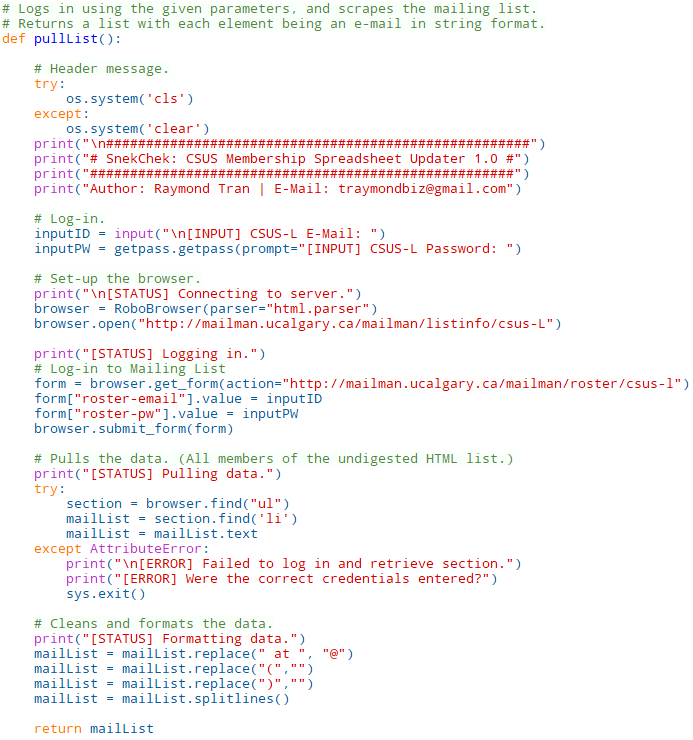 # Logs in using the given parameters, and scrapes the mailing list.
# Returns a list with each element being an e-mail in string format.
def pullList():

    # Header message.
    try:
        os.system('cls')
    except:
        os.system('clear')
    print("\n#####################################################")
    print("# SnekChek: CSUS Membership Spreadsheet Updater 1.0 #")
    print("#####################################################")
    print("Author: Raymond Tran | E-Mail: traymondbiz@gmail.com")

    # Log-in.
    inputID = input("\n[INPUT] CSUS-L E-Mail: ")
    inputPW = getpass.getpass(prompt="[INPUT] CSUS-L Password: ")

    # Set-up the browser.
    print("\n[STATUS] Connecting to server.")
    browser = RoboBrowser(parser="html.parser")
    browser.open("http://mailman.ucalgary.ca/mailman/listinfo/csus-L")

    print("[STATUS] Logging in.")
    # Log-in to Mailing List
    form = browser.get_form(action="http://mailman.ucalgary.ca/mailman/roster/csus-l")
    form["roster-email"].value = inputID
    form["roster-pw"].value = inputPW
    browser.submit_form(form)

    # Pulls the data. (All members of the undigested HTML list.)
    print("[STATUS] Pulling data.")
    try:
        section = browser.find("ul")
        mailList = section.find('li')
        mailList = mailList.text
    except AttributeError:
        print("\n[ERROR] Failed to log in and retrieve section.")
        print("[ERROR] Were the correct credentials entered?")
        sys.exit()

    # Cleans and formats the data.
    print("[STATUS] Formatting data.")
    mailList = mailList.replace(" at ", "@")
    mailList = mailList.replace("(","")
    mailList = mailList.replace(")","")
    mailList = mailList.splitlines()

    return mailList